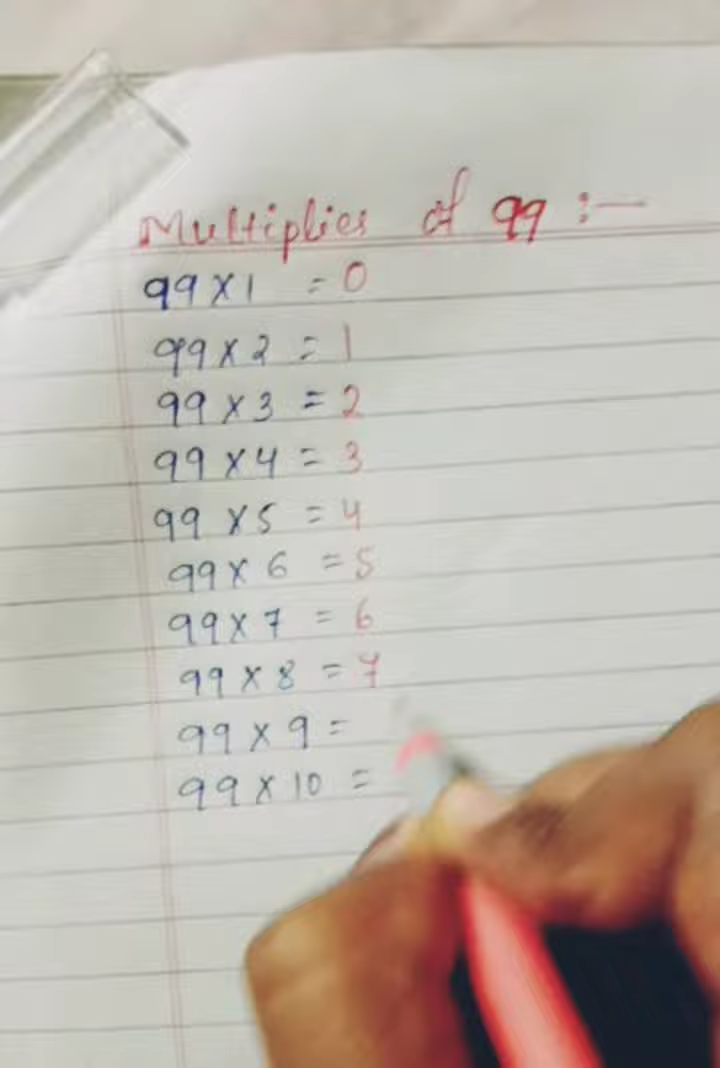 Multiplies of 99 :-
99 X 1 = 0
99 X 2 = 1
99 X 3 = 2
99 X 4 = 3
99 X 5 = 4
99 X 6 = 5
99 X 7 = 6
99 X 8 = 7
99 X 9 =
99 X 10 =